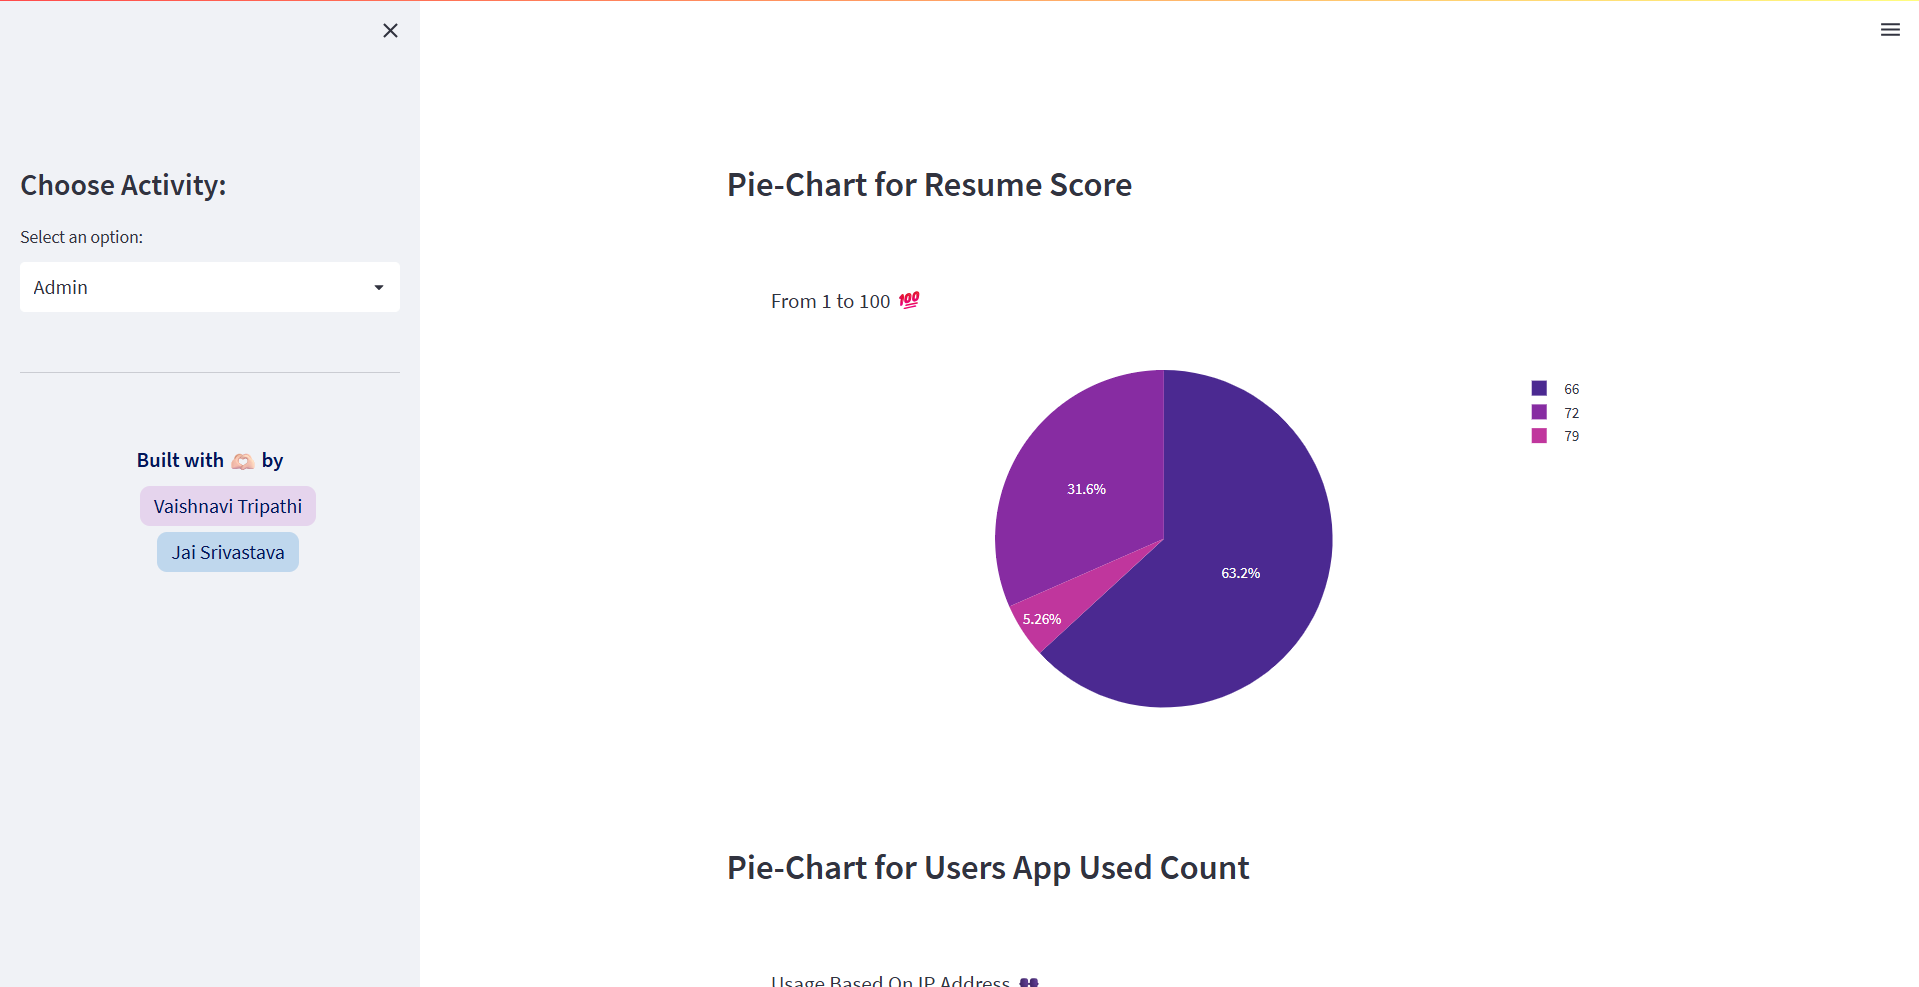 Choose Activity:
Select an option:
Admin
Built with 🫶🏻 by
Vaishnavi Tripathi
Jai Srivastava
Pie-Chart for Resume Score
From 1 to 100 💯
66
72
79
31.6%
63.2%
5.26%
Pie-Chart for Users App Used Count
Usage Based On IP Address